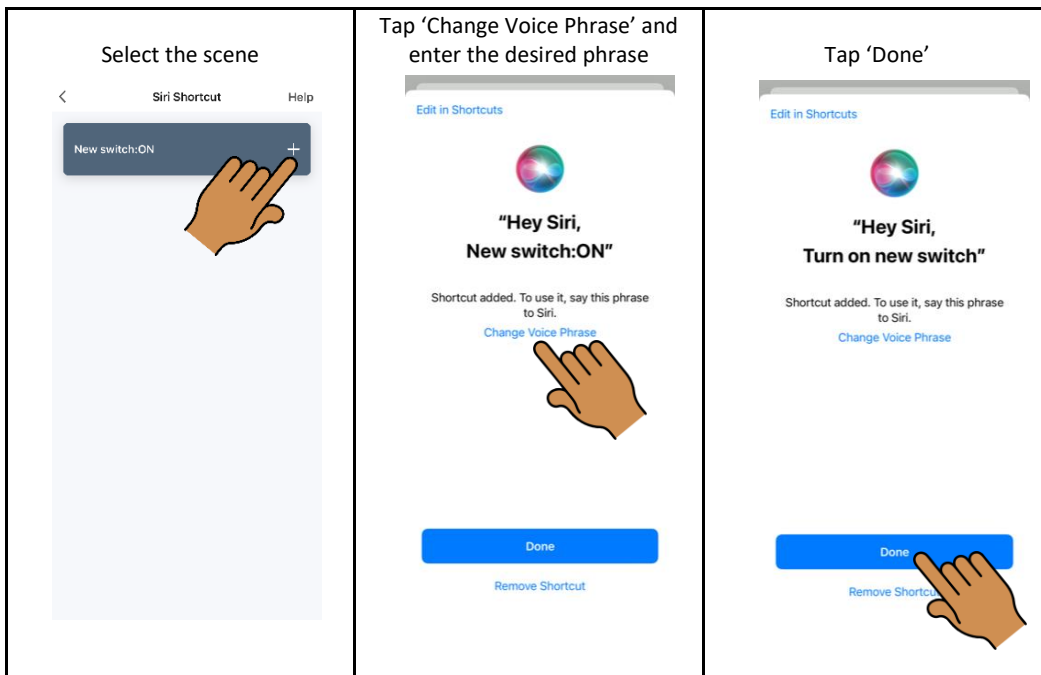 Select the scene
Siri Shortcut
Help
New switch:ON
Tap ‘Change Voice Phrase’ and
enter the desired phrase
Edit in Shortcuts
“Hey Siri,
New switch:ON”
Shortcut added. To use it, say this phrase
to Siri.
Change Voice Phrase
Done
Remove Shortcut
Tap ‘Done’
Edit in Shortcuts
“Hey Siri,
Turn on new switch”
Shortcut added. To use it, say this phrase
to Siri.
Change Voice Phrase
Done
Remove